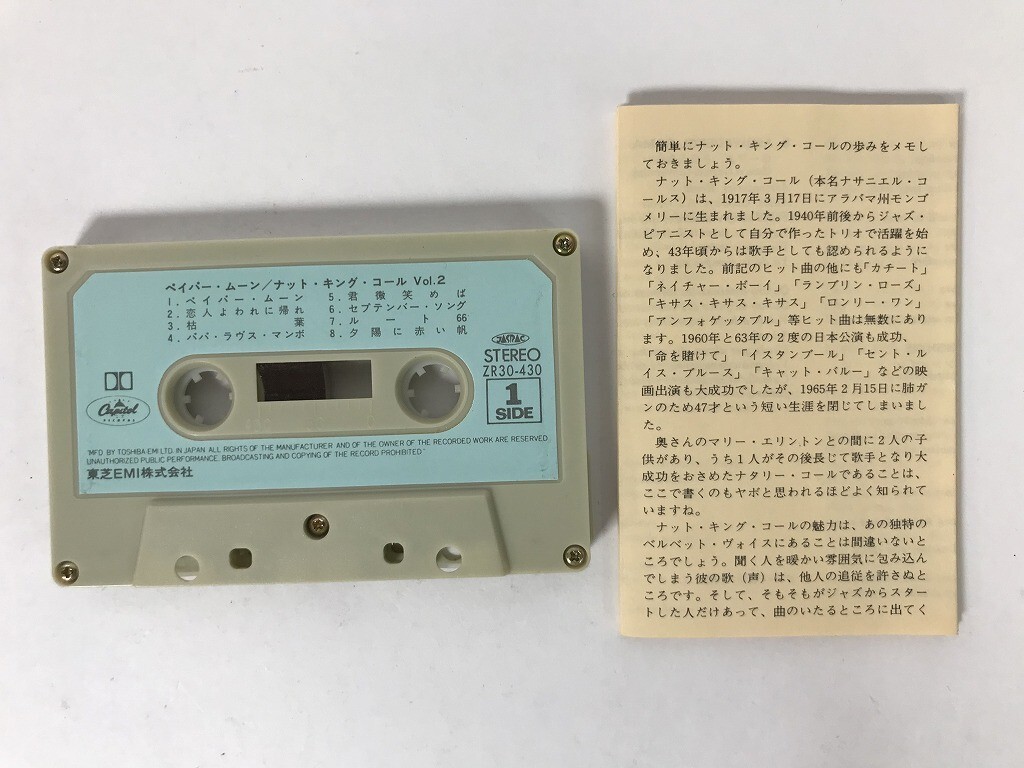 ペイパー・ムーン／ナット・キング・コール Vol.2
1. ペイパー・ムーン
2. 恋人よわれに帰れ
3. 枯葉
4. パパ・ラヴス・マンボ
5. 君微笑めば
6. セプテンバー・ソング
7. ルート66
8. 夕陽に赤い帆
JASRAC
STEREO
ZR30-430
1
SIDE
Capitol
RECORDS
"MFD BY TOSHIBA EMI LTD. IN JAPAN. ALL RIGHTS OF THE MANUFACTURER AND OF THE OWNER OF THE RECORDED WORK ARE RESERVED.
UNAUTHORIZED PUBLIC PERFORMANCE, BROADCASTING AND COPYING OF THE RECORD PROHIBITED"
東芝EMI株式会社
簡単にナット・キング・コールの歩みをメモし
ておきましょう。
ナット・キング・コール（本名ナサニエル・コ
ールス）は、1917年3月17日にアラバマ州モンゴ
メリーに生まれました。1940年前後からジャズ・
ピアニストとして自分で作ったトリオで活躍を始
め、43年頃からは歌手としても認められるように
なりました。前記のヒット曲の他にも「カチート」
「ネイチャー・ボーイ」「ランブリン・ローズ」
「キサス・キサス・キサス」「ロンリー・ワン」
「アンフォゲッタブル」等ヒット曲は無数にあり
ます。1960年と63年の2度の日本公演も成功、
「命を賭けて」「イスタンブール」「セント・ルイ
ス・ブルース」「キャット・バルー」などの映
画出演も大成功でしたが、1965年2月15日に肺ガ
ンのため47才という短い生涯を閉じてしまいまし
た。
奥さんのマリー・エリントンとの間に2人の子
供があり、うち1人がその後長じて歌手となり大
成功をおさめたナタリー・コールであることは、
ここで書くのもヤボと思われるほどよく知られて
いますね。
ナット・キング・コールの魅力は、あの独特の
ベルベット・ヴォイスにあることは間違いないと
ころでしょう。聞く人を暖かい雰囲気に包み込ん
でしまう彼の歌（声）は、他人の追従を許さぬと
ころです。そして、そもそもがジャズからスター
トした人だけあって、曲のいたるところに出てく